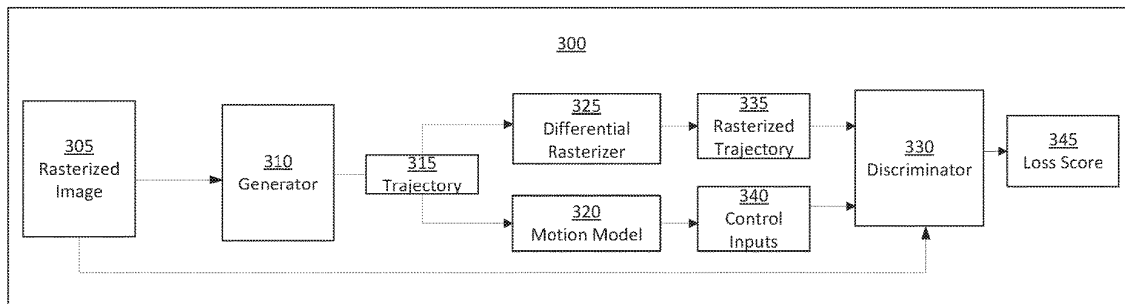 300
305
Rasterized
Image
310
Generator
315
Trajectory
325
Differential
Rasterizer
320
Motion Model
335
Rasterized
Trajectory
340
Control
Inputs
330
Discriminator
345
Loss Score